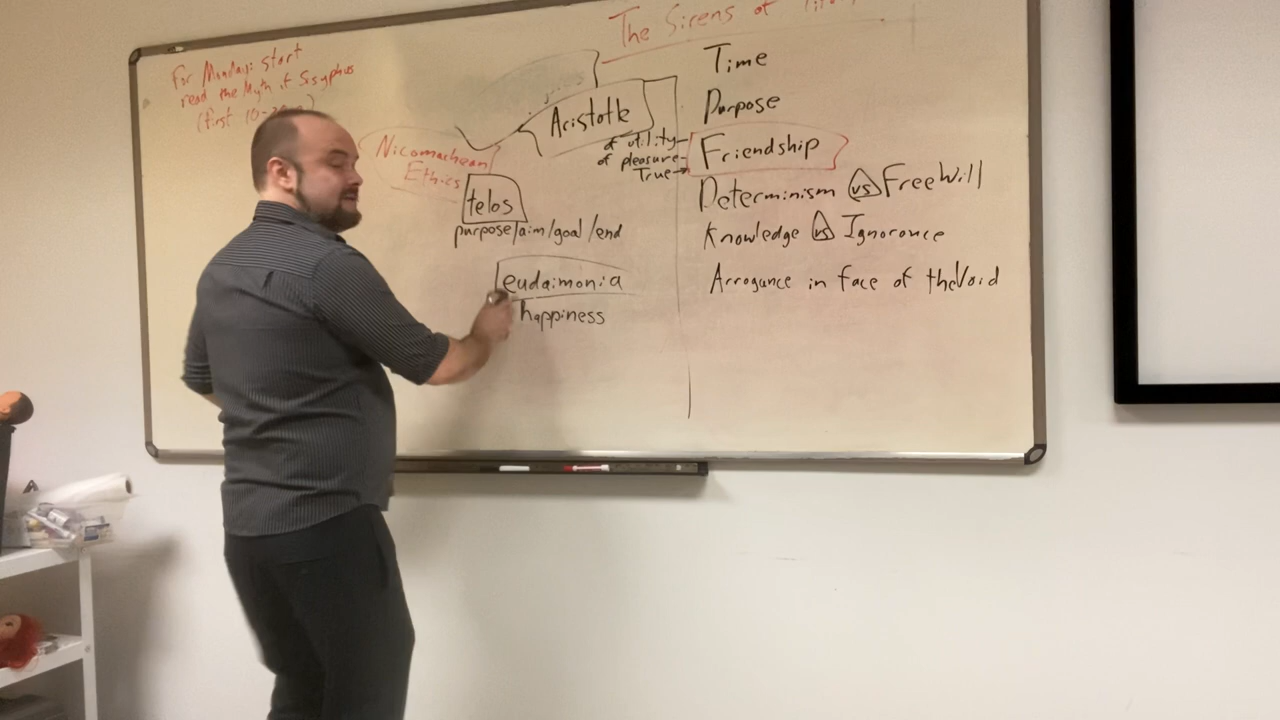 For Monday: start
read the Myth of Sisyphus
(first 10-
Nicomachean
Ethics
telos
purpose/aim/goal/end
eudaimonia
happiness
Aristotle
of utility
of pleasure
True
The Sirens of
Time
Purpose
Friendship
Determinism vs Free Will
Knowledge vs Ignorance
Arrogance in face of the Void